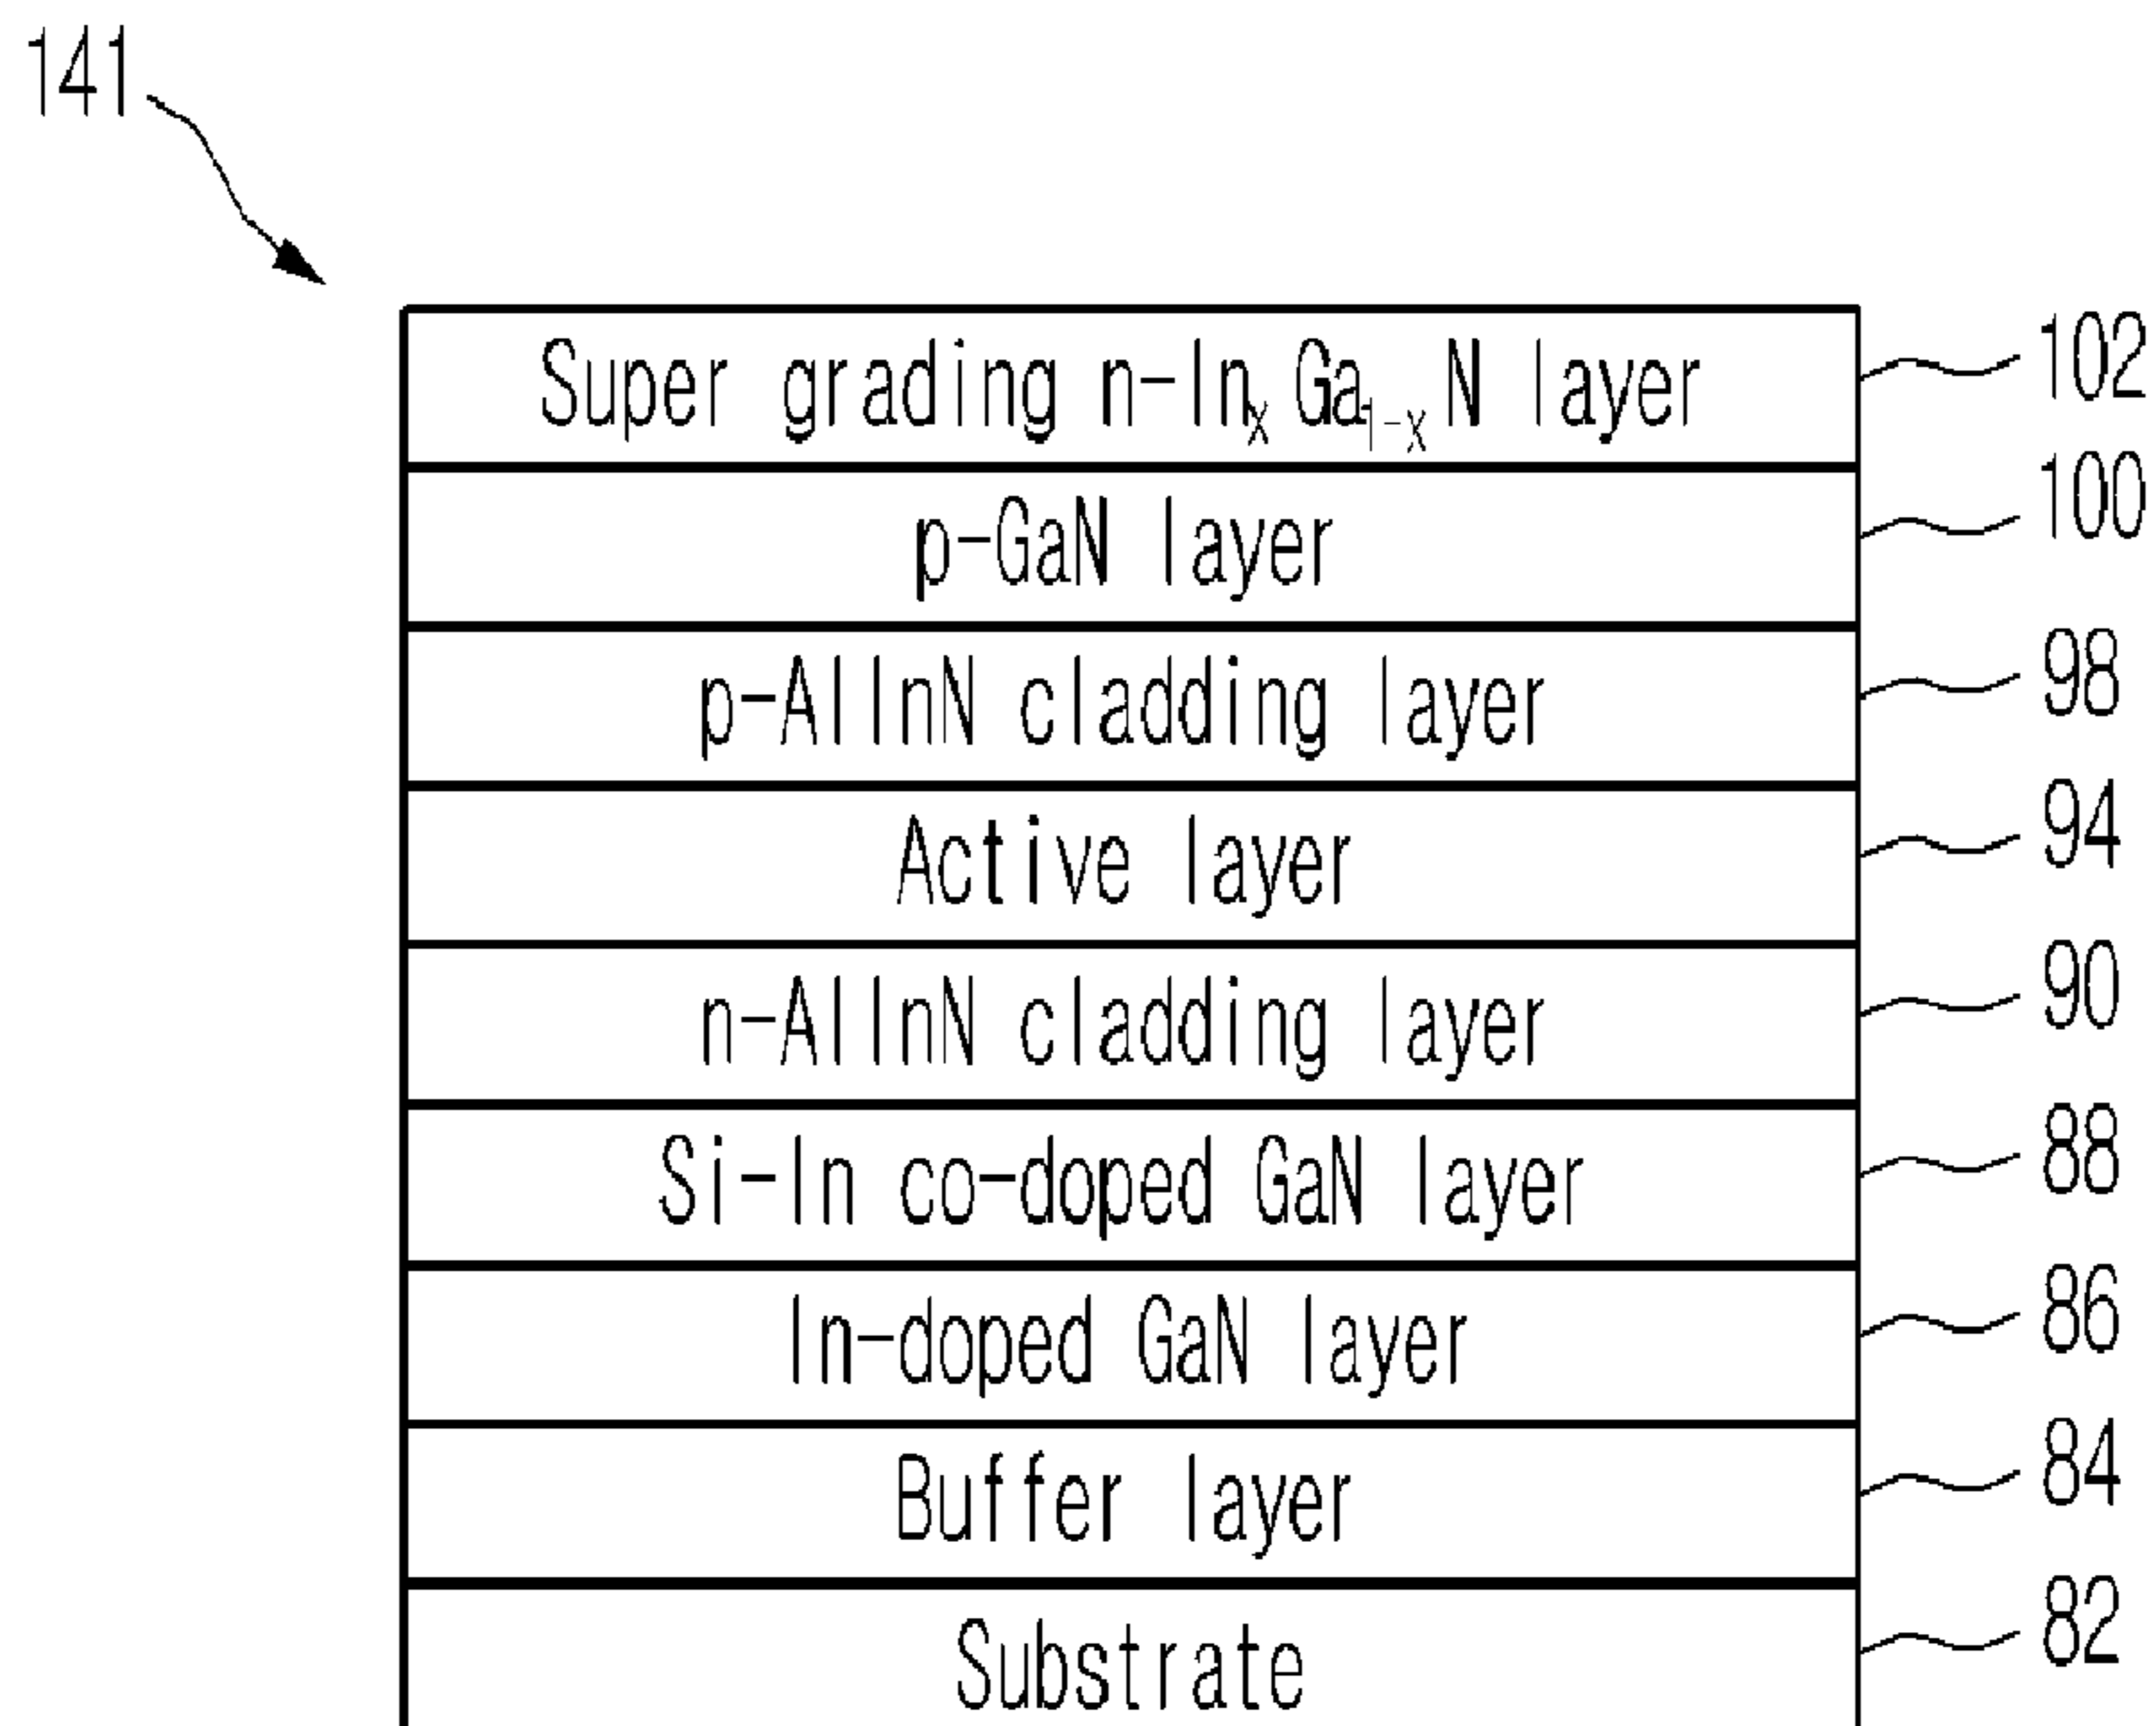 141
Super grading n-InxGa1-xN layer 102
p-GaN layer 100
p-AlInN cladding layer 98
Active layer 94
n-AlInN cladding layer 90
Si-In co-doped GaN layer 88
In-doped GaN layer 86
Buffer layer 84
Substrate 82